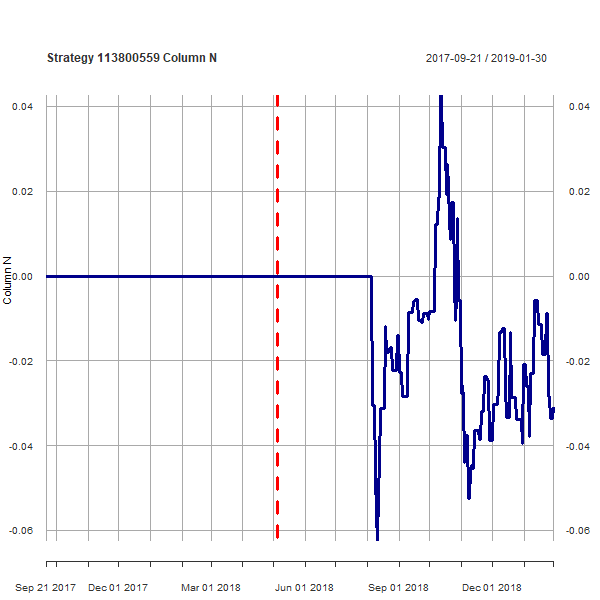 Strategy 113800559 Column N
2017-09-21 / 2019-01-30
0.04 0.04
0.02 0.02
0.00 0.00
Column N
-0.02 -0.02
-0.04 -0.04
-0.06 -0.06
Sep 21 2017 Dec 01 2017 Mar 01 2018 Jun 01 2018 Sep 01 2018 Dec 01 2018